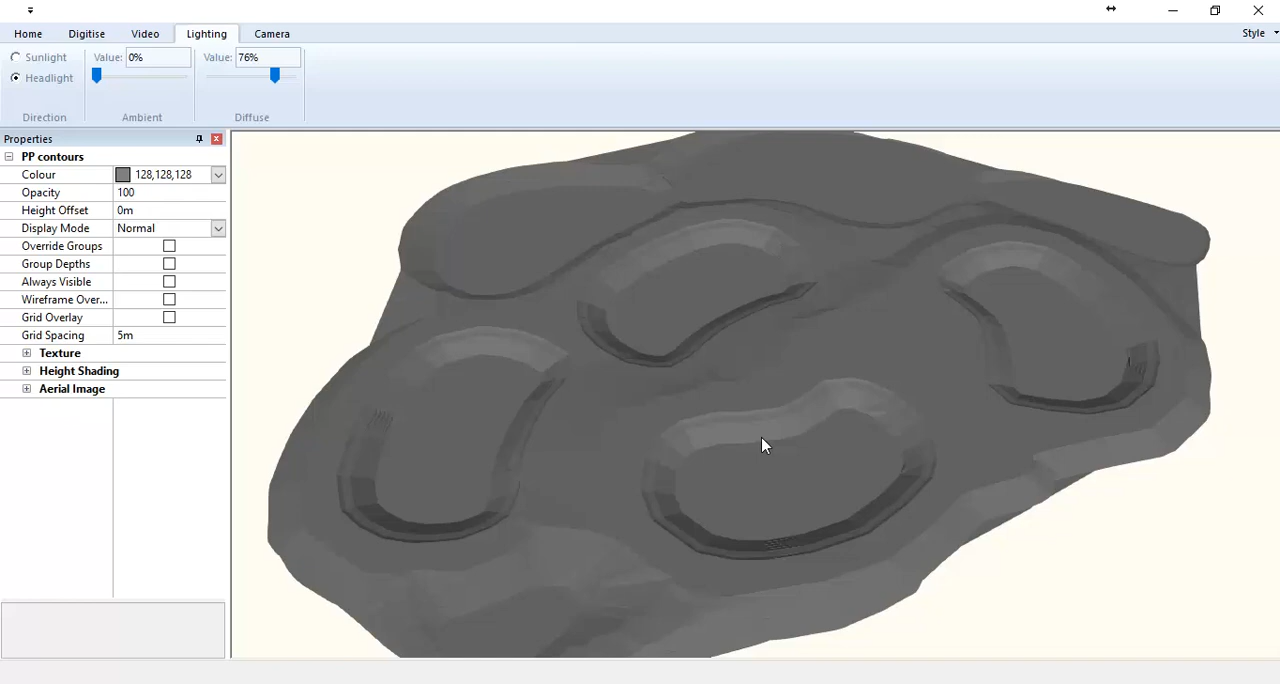 Home Digitise Video Lighting Camera Style
Sunlight Value: 0% Value: 76%
Headlight
Direction Ambient Diffuse
Properties
PP contours
Colour 128,128,128
Opacity 100
Height Offset 0m
Display Mode Normal
Override Groups
Group Depths
Always Visible
Wireframe Over...
Grid Overlay
Grid Spacing 5m
Texture
Height Shading
Aerial Image